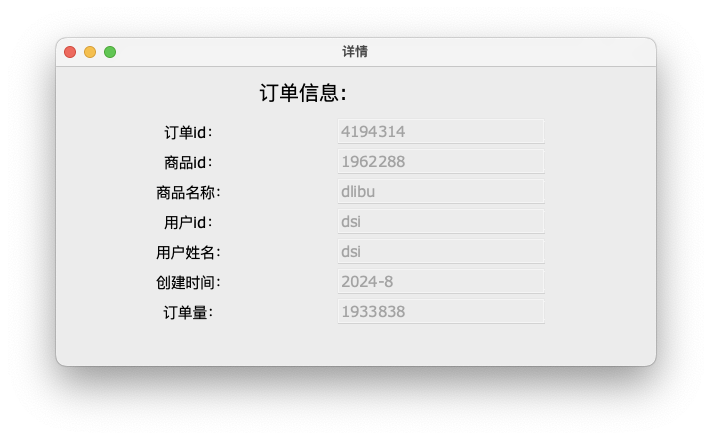 详情
订单信息：
订单id： 4194314
商品id： 1962288
商品名称： dlibu
用户id： dsi
用户姓名： dsi
创建时间： 2024-8
订单量： 1933838